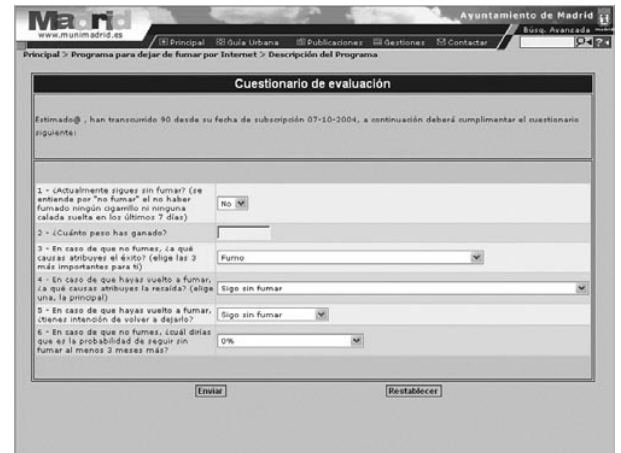 Madrid
www.munimadrid.es
Ayuntamiento de Madrid
Búsq. Avanzada
Principal Guía Urbana Publicaciones Gestiones Contactar
Principal > Programa para dejar de fumar por Internet > Descripción del Programa
Cuestionario de evaluación
Estimad@ , han transcurrido 90 desde su fecha de subscripción 07-10-2004, a continuación deberá cumplimentar el cuestionario
siguiente:
1 - ¿Actualmente sigues sin fumar? (se
entiende por "no fumar" el no haber
fumado ningún cigarrillo ni ninguna
calada suelta en los últimos 7 días)
No
2 - ¿Cuánto peso has ganado?
3 - En caso de que no fumes, ¿a qué
causas atribuyes el éxito? (elige las 3
más importantes para ti)
Fumo
4 - En caso de que hayas vuelto a fumar,
¿a qué causas atribuyes la recaída? (elige
una, la principal)
Sigo sin fumar
5 - En caso de que hayas vuelto a fumar,
¿tienes intención de volver a dejarlo?
Sigo sin fumar
6 - En caso de que no fumes, ¿cuál dirías
que es la probabilidad de seguir sin
fumar al menos 3 meses más?
0%
Enviar
Restablecer